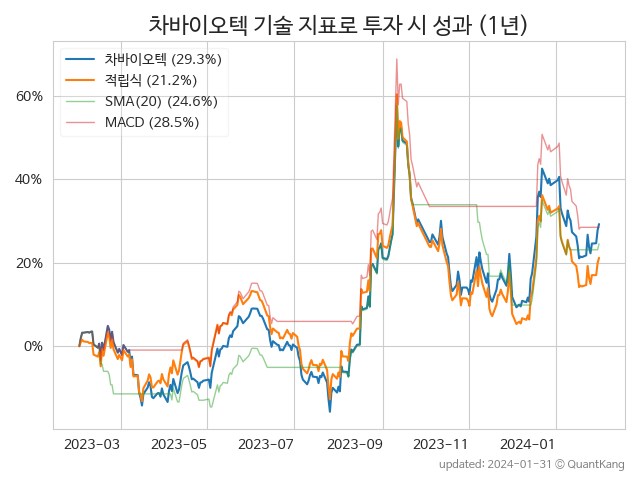 차바이오텍 기술 지표로 투자 시 성과 (1년)
차바이오텍 (29.3%)
적립식 (21.2%)
SMA(20) (24.6%)
MACD (28.5%)
60%
40%
20%
0%
2023-03 2023-05 2023-07 2023-09 2023-11 2024-01
updated: 2024-01-31 © QuantKang